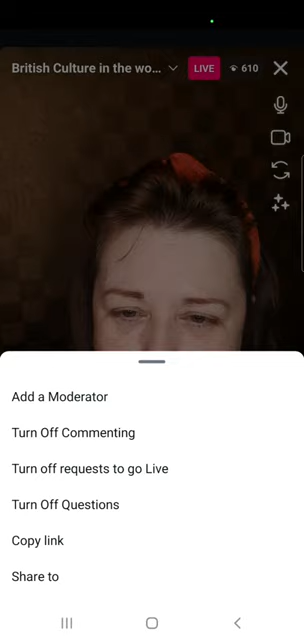 British Culture in the wo...
LIVE
610
Add a Moderator
Turn Off Commenting
Turn off requests to go Live
Turn Off Questions
Copy link
Share to